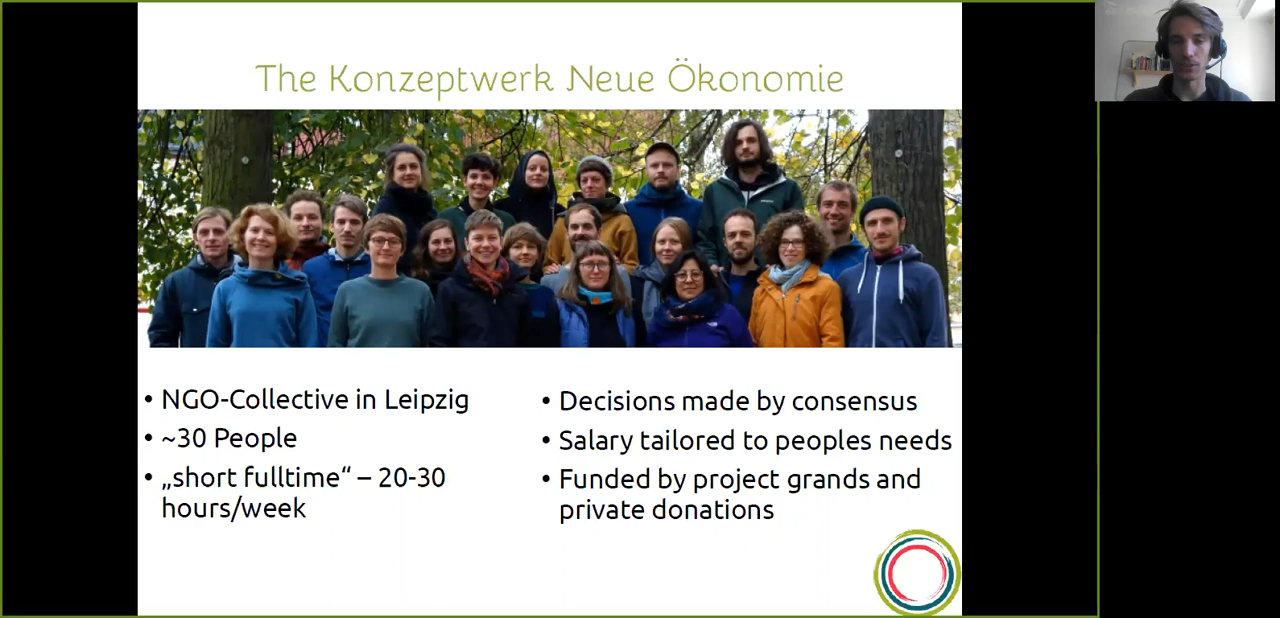 The Konzeptwerk Neue Ökonomie
• NGO-Collective in Leipzig
• ~30 People
• „short fulltime“ – 20-30
hours/week
• Decisions made by consensus
• Salary tailored to peoples needs
• Funded by project grands and
private donations